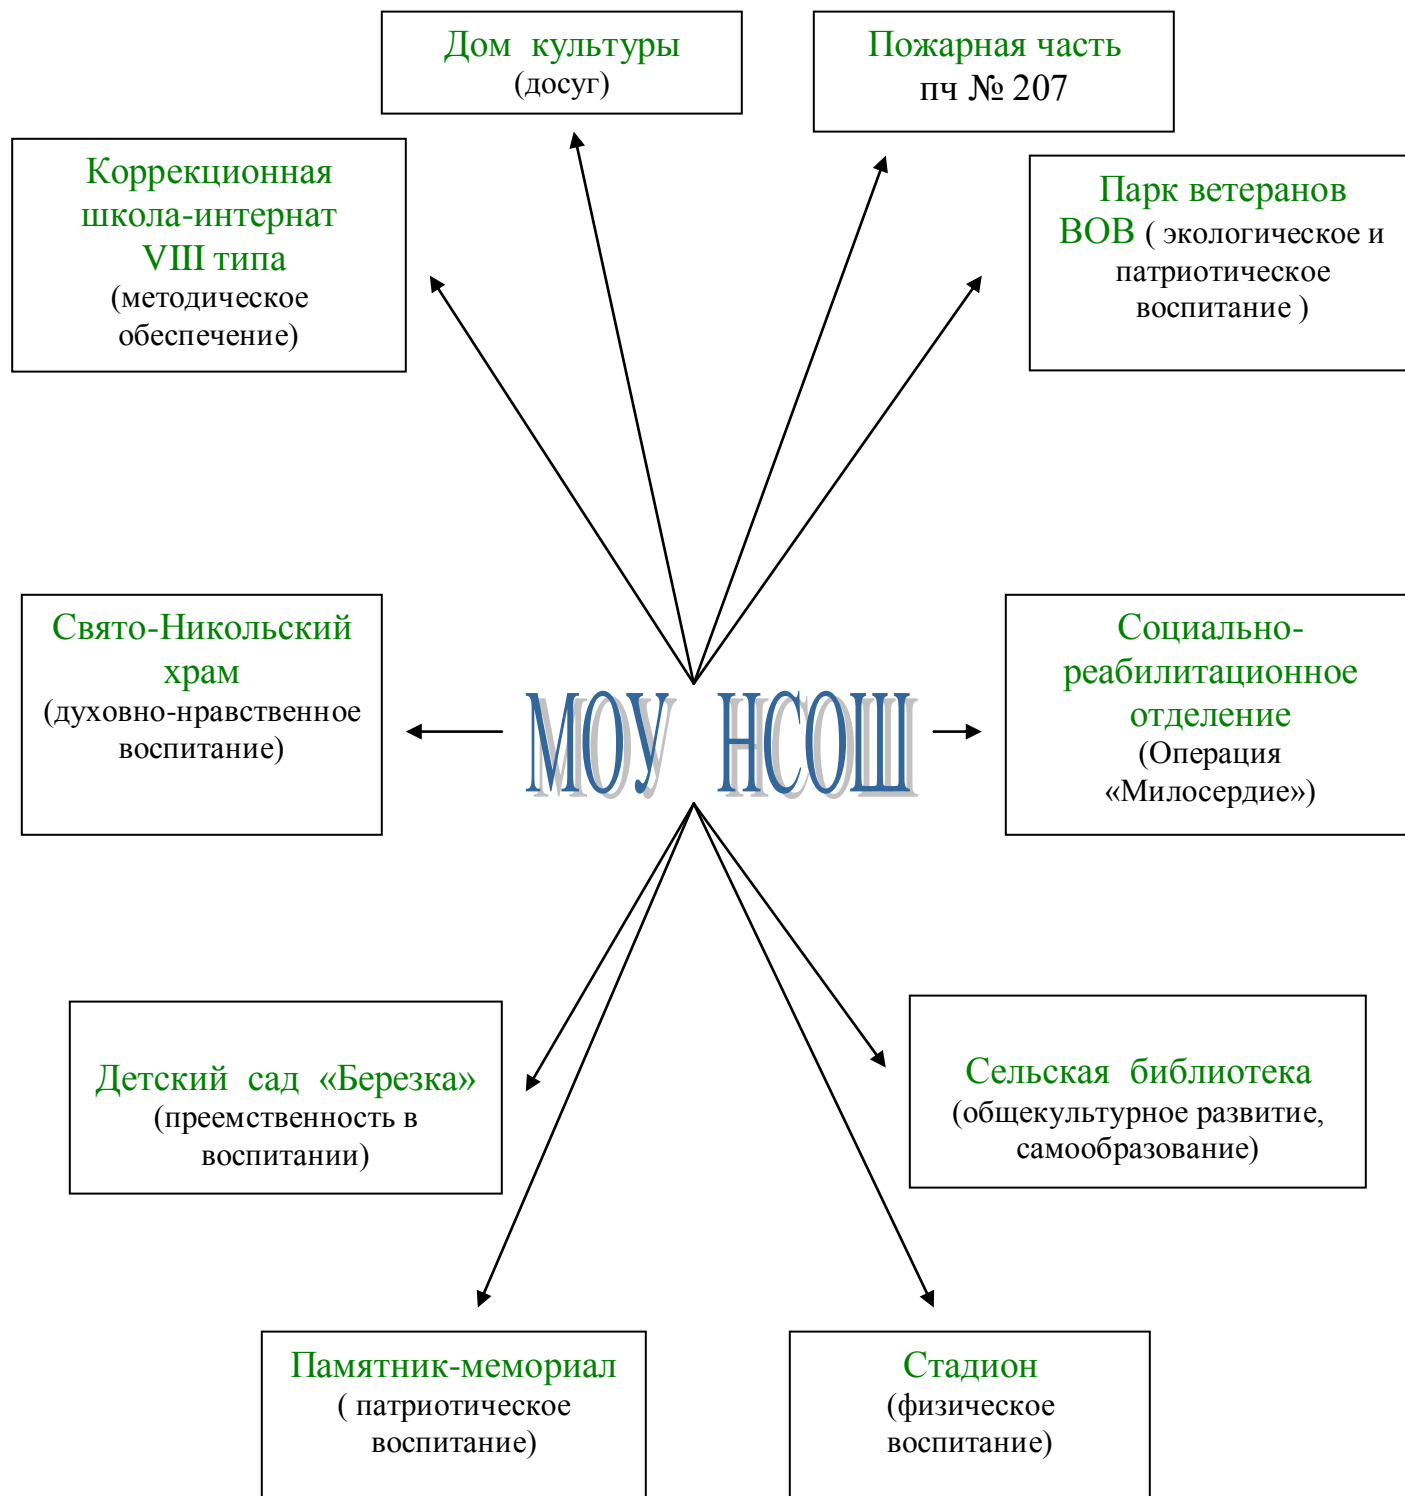 Дом культуры
(досуг)
Пожарная часть
пч № 207
Коррекционная
школа-интернат
VIII типа
(методическое
обеспечение)
Парк ветеранов
ВОВ ( экологическое и
патриотическое
воспитание )
Свято-Никольский
храм
(духовно-нравственное
воспитание)
МОУ НСОШ
Социально-
реабилитационное
отделение
(Операция
«Милосердие»)
Детский сад «Березка»
(преемственность в
воспитании)
Сельская библиотека
(общекультурное развитие,
самообразование)
Памятник-мемориал
( патриотическое
воспитание)
Стадион
(физическое
воспитание)